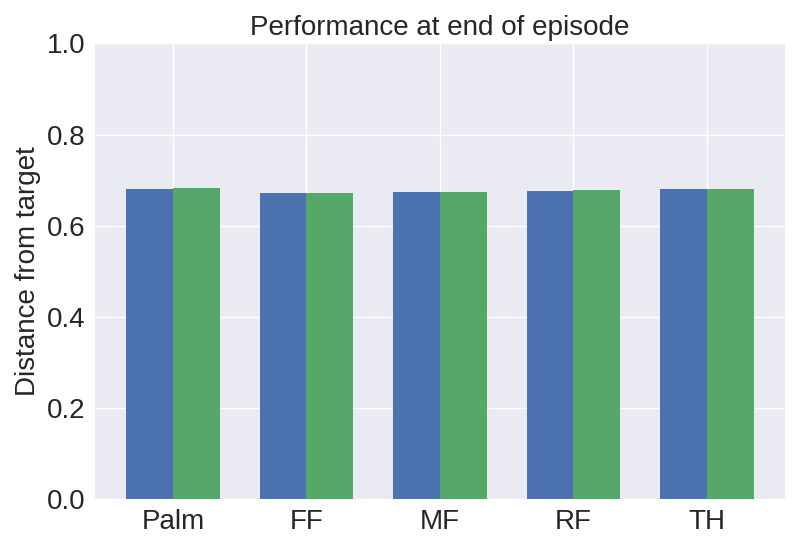 Performance at end of episode
Distance from target
1.0
0.8
0.6
0.4
0.2
0.0
Palm FF MF RF TH